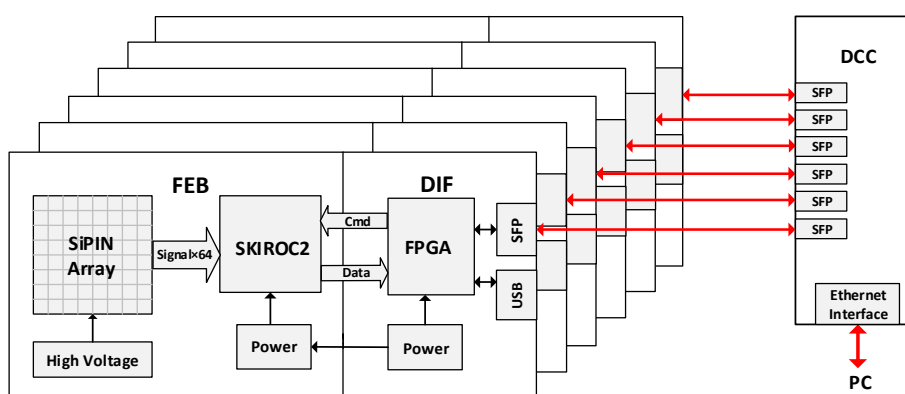 DCC
SFP
SFP
SFP
SFP
SFP
SFP
Ethernet
Interface
PC
FEB
DIF
SiPIN
Array
Signal×64
SKIROC2
Cmd
Data
FPGA
SFP
USB
High Voltage
Power
Power